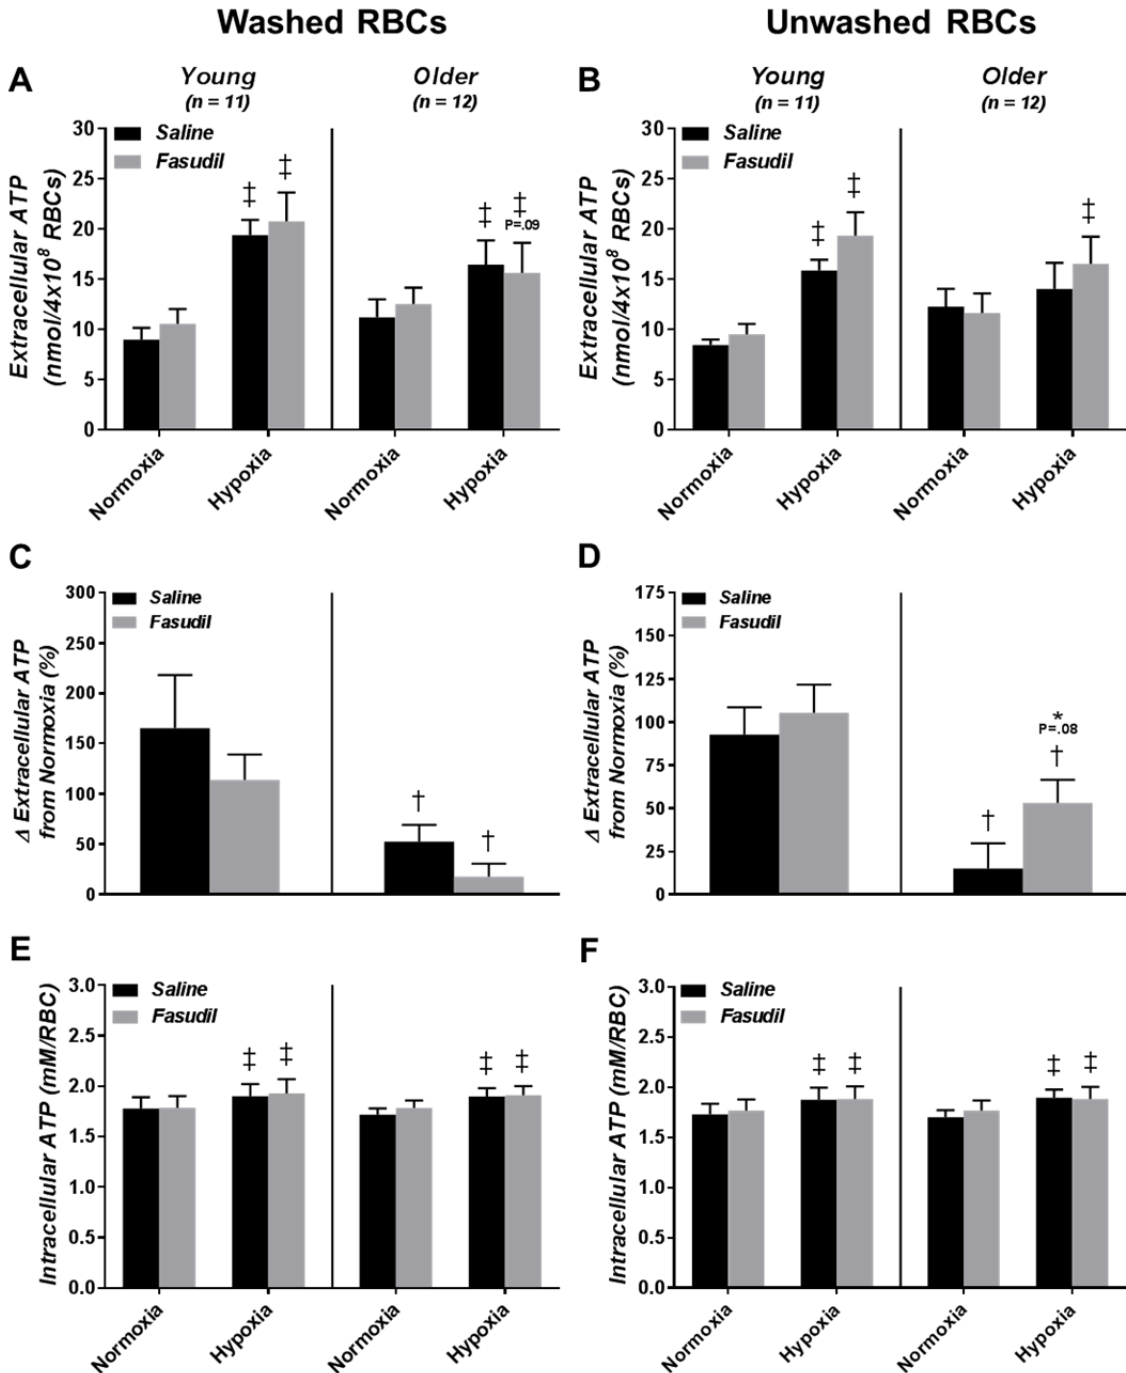 Washed RBCs
Unwashed RBCs
A
Young
(n = 11)
Older
(n = 12)
Saline
Fasudil
Extracellular ATP
(nmol/4x10⁸ RBCs)
30
25
20
15
10
5
0
‡
‡
‡
‡
P=.09
Normoxia
Hypoxia
Normoxia
Hypoxia
B
Young
(n = 11)
Older
(n = 12)
Saline
Fasudil
Extracellular ATP
(nmol/4x10⁸ RBCs)
30
25
20
15
10
5
0
‡
‡
‡
Normoxia
Hypoxia
Normoxia
Hypoxia
C
Saline
Fasudil
Δ Extracellular ATP
from Normoxia (%)
300
250
200
150
100
50
0
†
†
D
Saline
Fasudil
Δ Extracellular ATP
from Normoxia (%)
175
150
125
100
75
50
25
0
†
*
P=.08
†
E
Saline
Fasudil
Intracellular ATP (mM/RBC)
3.0
2.5
2.0
1.5
1.0
0.5
0.0
‡
‡
‡
‡
Normoxia
Hypoxia
Normoxia
Hypoxia
F
Saline
Fasudil
Intracellular ATP (mM/RBC)
3.0
2.5
2.0
1.5
1.0
0.5
0.0
‡
‡
‡
‡
Normoxia
Hypoxia
Normoxia
Hypoxia